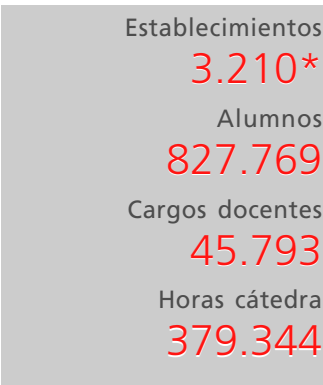 Establecimientos
3.210*
Alumnos
827.769
Cargos docentes
45.793
Horas cátedra
379.344